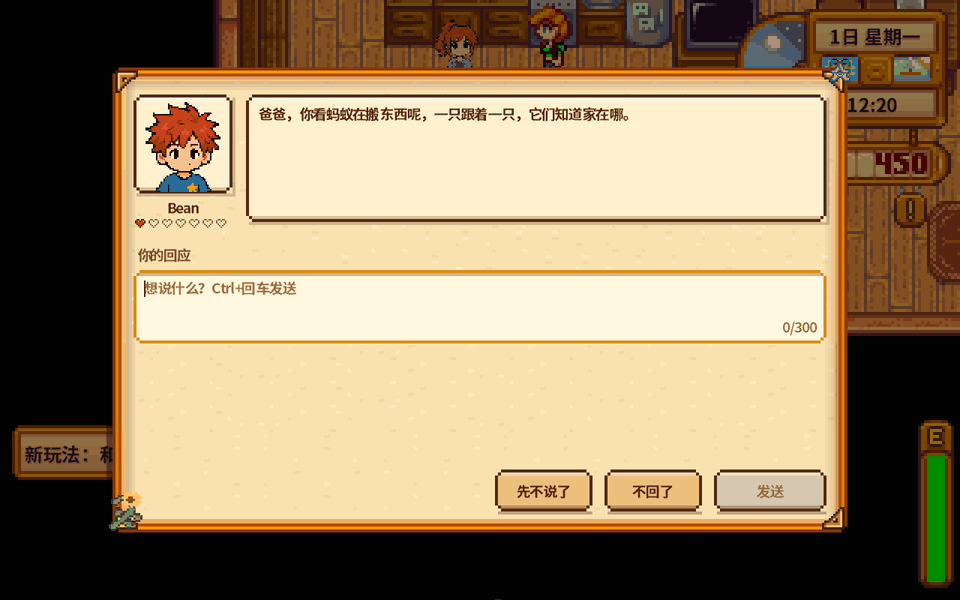 1日 星期一
12:20
450
爸爸，你看蚂蚁在搬东西呢，一只跟着一只，它们知道家在哪。
Bean
你的回应
想说什么？Ctrl+回车发送
0/300
新玩法：
先不说了
不回了
发送
E